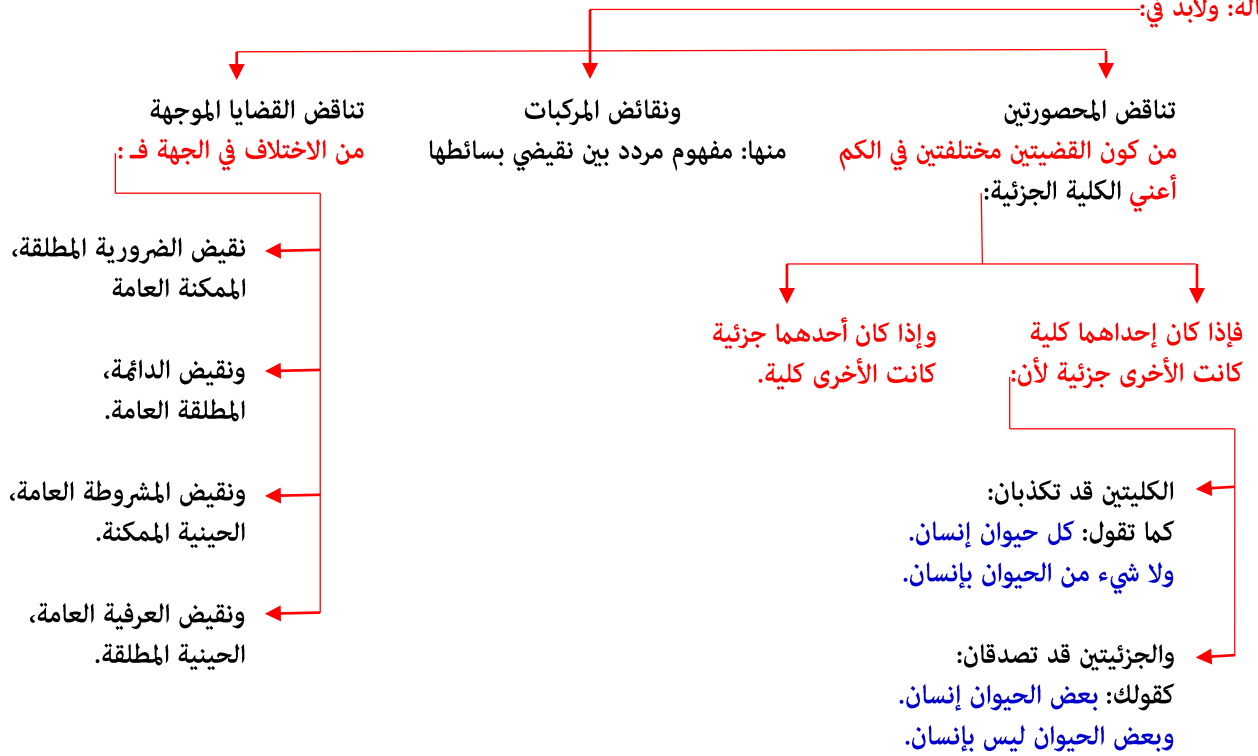 ولابد في:
تناقض المحصورتين
من كون القضيتين مختلفتين في الكم
أعني الكلية الجزئية:
فإذا كان إحداهما كلية
كانت الأخرى جزئية لأن:
الكليتين قد تكذبان:
كما تقول: كل حيوان إنسان.
ولا شيء من الحيوان بإنسان.
والجزئيتين قد تصدقان:
كقولك: بعض الحيوان إنسان.
وبعض الحيوان ليس بإنسان.
وإذا كان أحدهما جزئية
كانت الأخرى كلية.
ونقائض المركبات
منها: مفهوم مردد بين نقيضي بسائطها
تناقض القضايا الموجهة
من الاختلاف في الجهة فـ :
نقيض الضرورية المطلقة،
الممكنة العامة
ونقيض الدائمة،
المطلقة العامة.
ونقيض المشروطة العامة،
الحينية الممكنة.
ونقيض العرفية العامة،
الحينية المطلقة.